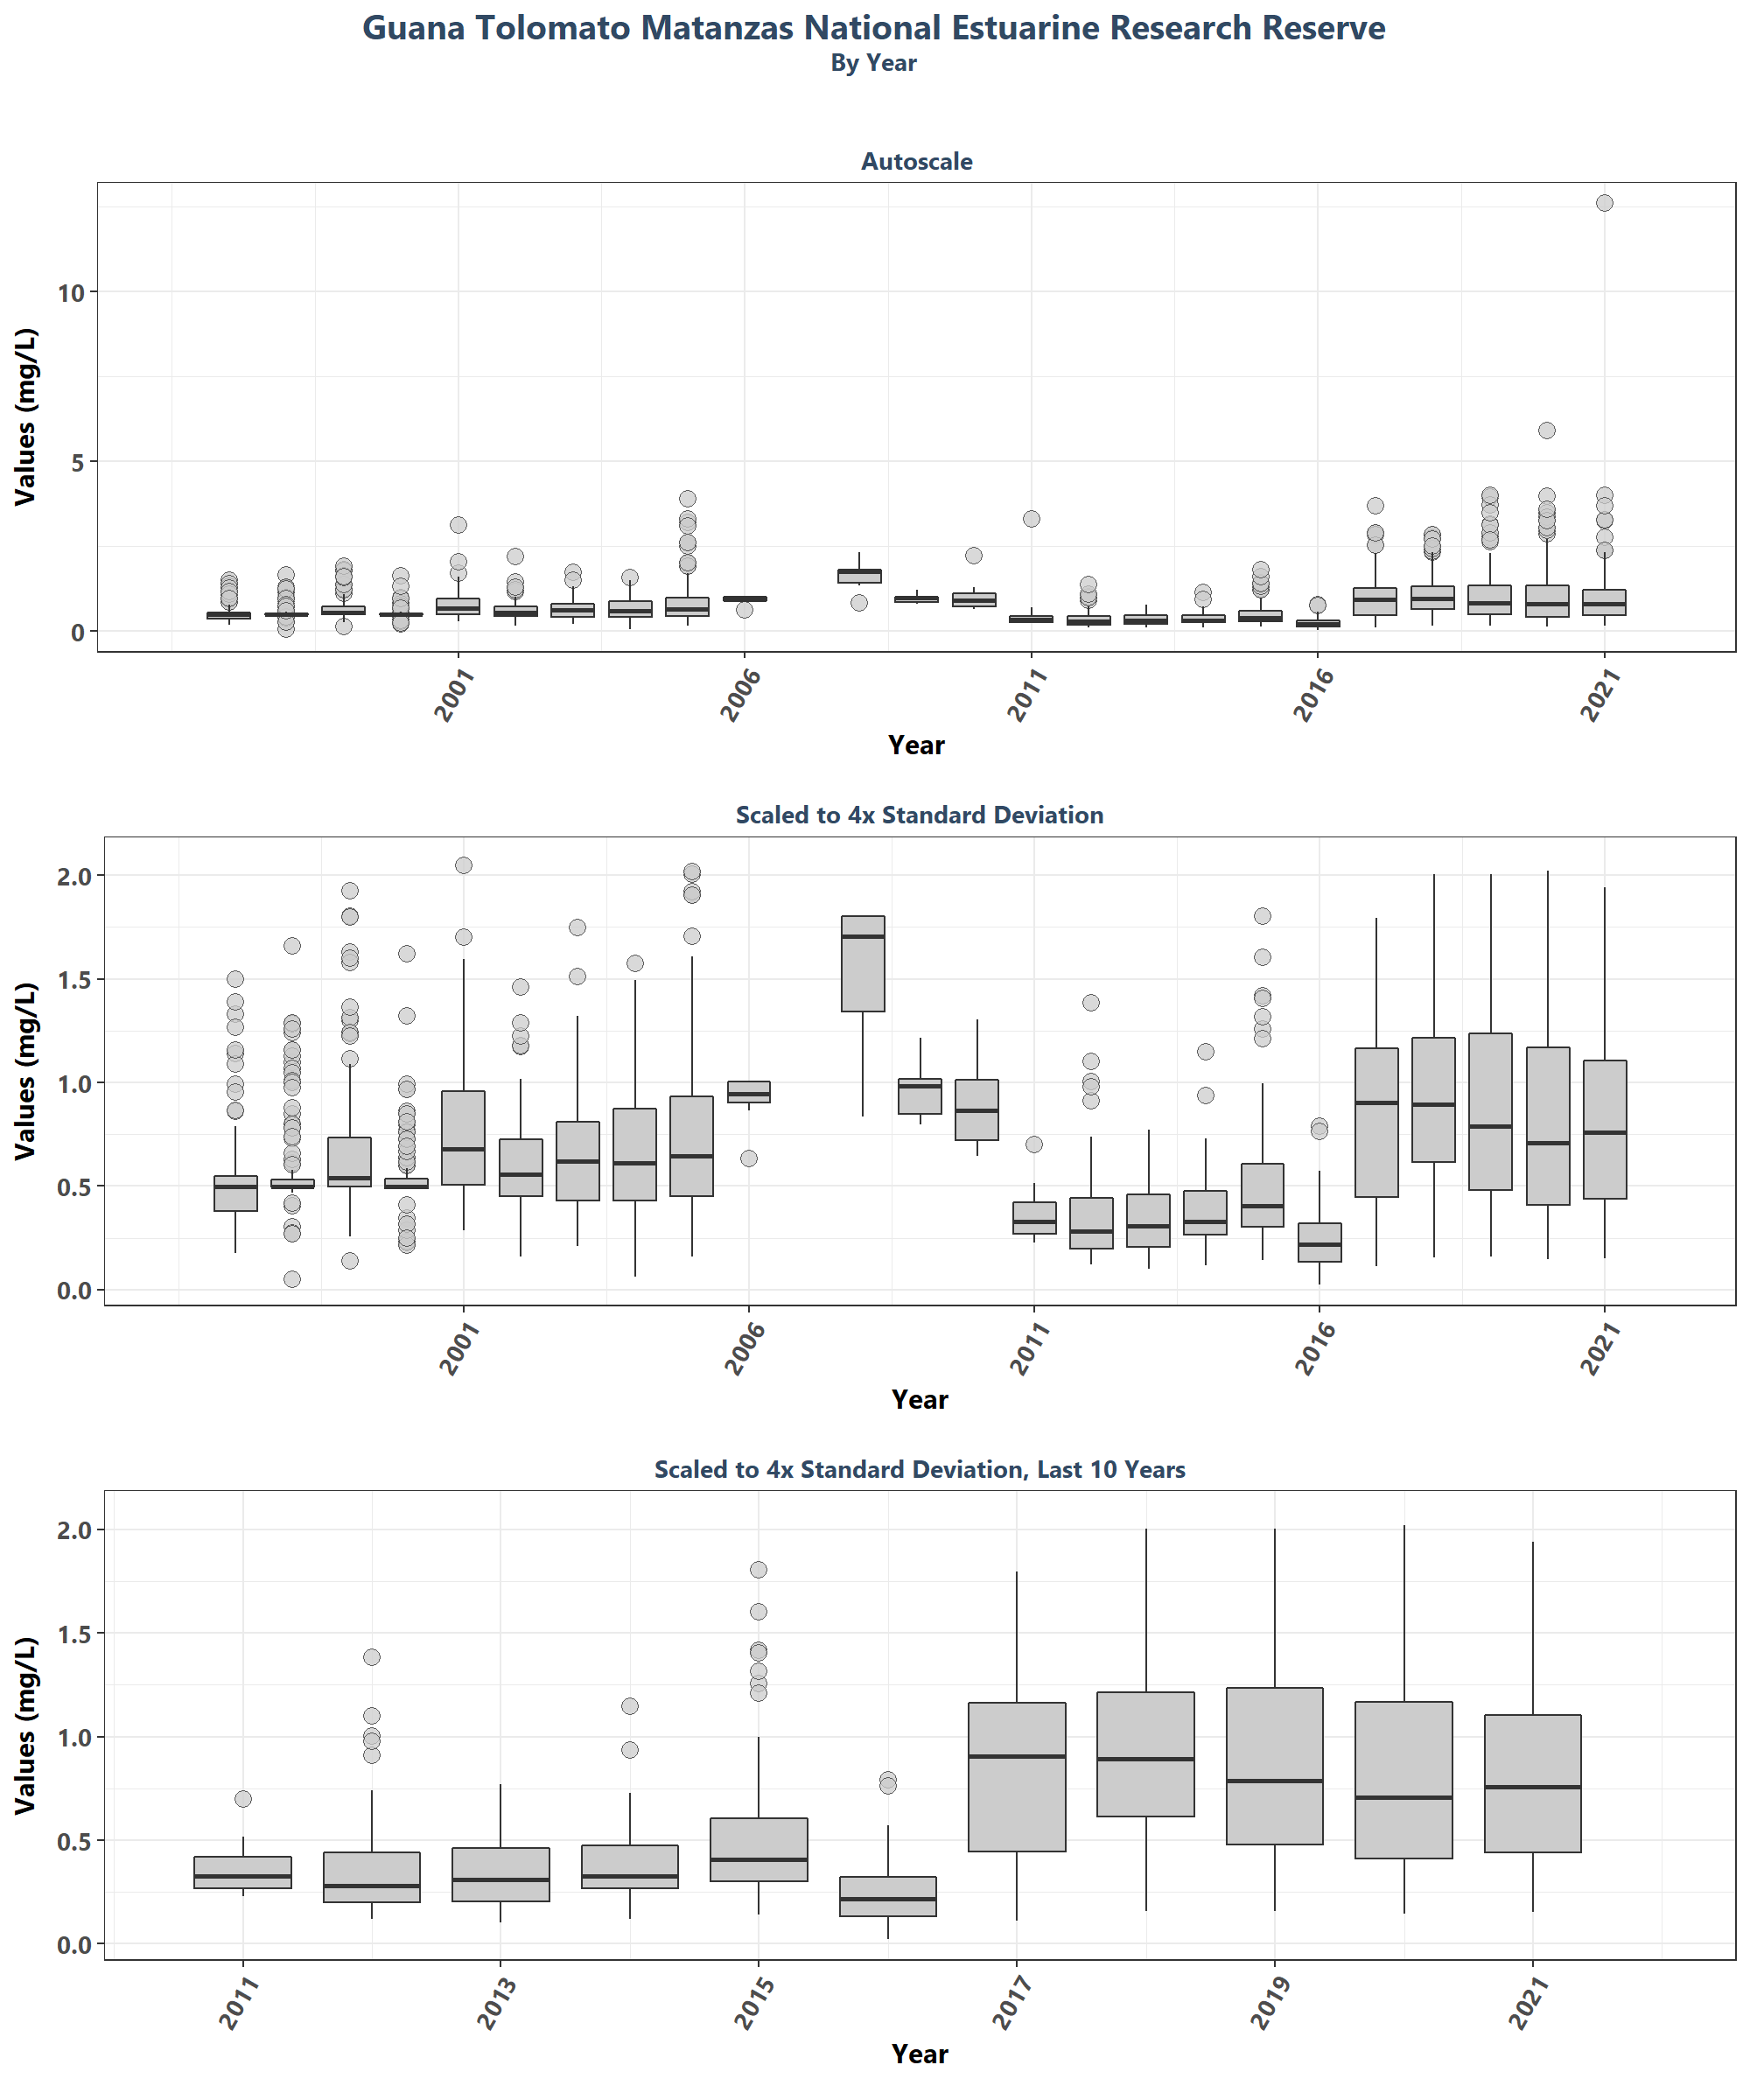 Guana Tolomato Matanzas National Estuarine Research Reserve
By Year
Autoscale
Values (mg/L)
10
5
0
2001
2006
2011
2016
2021
Year
Scaled to 4x Standard Deviation
Values (mg/L)
2.0
1.5
1.0
0.5
0.0
2001
2006
2011
2016
2021
Year
Scaled to 4x Standard Deviation, Last 10 Years
Values (mg/L)
2.0
1.5
1.0
0.5
0.0
2011
2013
2015
2017
2019
2021
Year